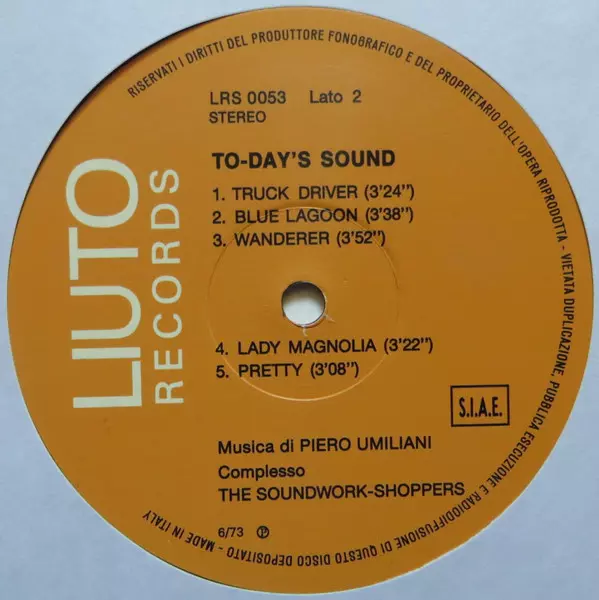 RISERVATI I DIRITTI DEL PRODUTTORE FONOGRAFICO E DEL PROPRIETARIO DELL'OPERA RIPRODOTTA - VIETATA DUPLICAZIONE, PUBBLICA ESECUZIONE E RADIODIFFUSIONE DI QUESTO DISCO DEPOSITATO - MADE IN ITALY
LIUTO
RECORDS
LRS 0053 Lato 2
STEREO
TO-DAY'S SOUND
1. TRUCK DRIVER (3'24")
2. BLUE LAGOON (3'38")
3. WANDERER (3'52")
4. LADY MAGNOLIA (3'22")
5. PRETTY (3'08")
S.I.A.E.
Musica di PIERO UMILIANI
Complesso
THE SOUNDWORK-SHOPPERS
6/73 Ⓟ